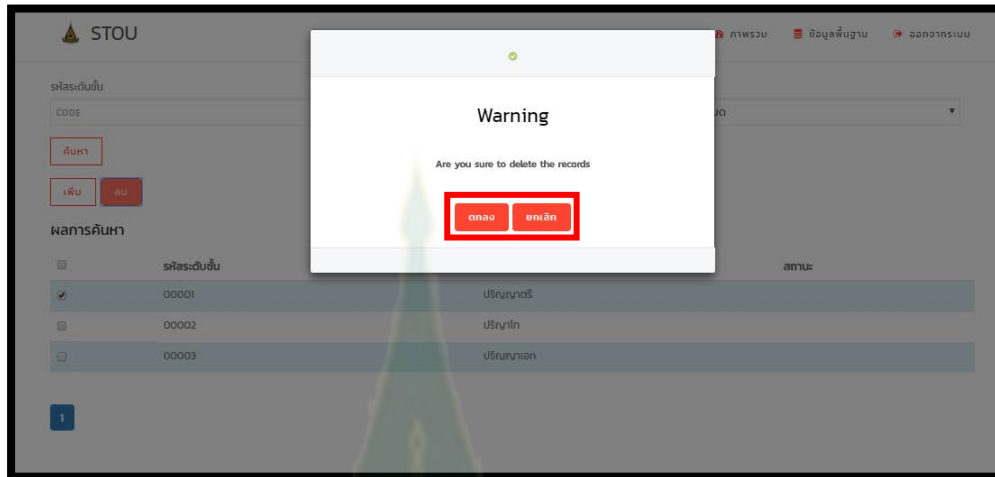 STOU
ภาพรวม
ข้อมูลพื้นฐาน
ออกจากระบบ
Warning
Are you sure to delete the records
ตกลง ยกเลิก
รหัสระดับชั้น
CODE
ค้นหา
เพิ่ม ลบ
ผลการค้นหา
รหัสระดับชั้น สถานะ
00001 ปริญญาตรี
00002 ปริญาโท
00003 ปริญญาเอก
1